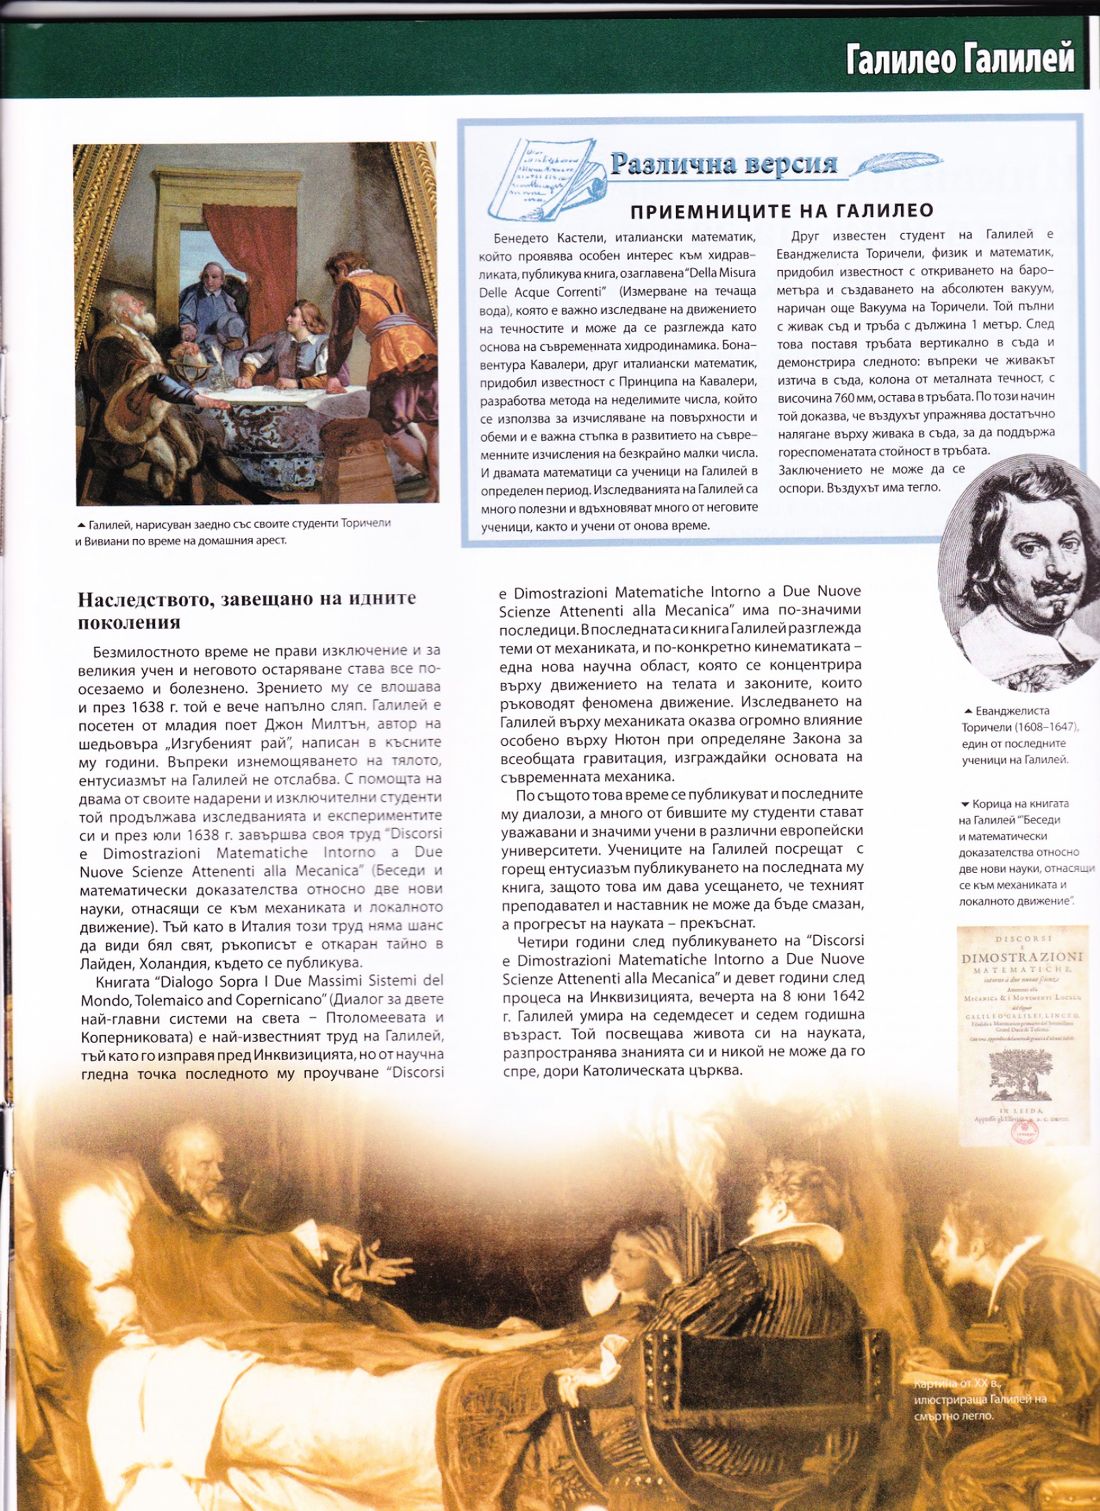 Галилео Галилей
Различна версия
ПРИЕМНИЦИТЕ НА ГАЛИЛЕО
Бенедето Кастели, италиански математик,
който проявява особен интерес към хидрав–
ликата, публикува книга, озаглавена “Della Misura
Delle Acque Correnti” (Измерване на течаща
вода), която е важно изследване на движението
на течностите и може да се разглежда като
основа на съвременната хидродинамика. Бона–
вентура Кавалери, друг италиански математик,
придобил известност с Принципа на Кавалери,
разработва метода на неделимите числа, който
се използва за изчисляване на повърхности и
обеми и е важна стъпка в развитието на съвре–
менните изчисления на безкрайно малки числа.
И двамата математици са ученици на Галилей в
определен период. Изследванията на Галилей са
много полезни и вдъхновяват много от неговите
ученици, както и учени от онова време.
Друг известен студент на Галилей е
Еванджелиста Торичели, физик и математик,
придобил известност с откриването на баро–
метъра и създаването на абсолютен вакуум,
наричан още Вакуума на Торичели. Той пълни
с живак съд и тръба с дължина 1 метър. След
това поставя тръбата вертикално в съда и
демонстрира следното: въпреки че живакът
изтича в съда, колона от металната течност, с
височина 760 мм, остава в тръбата. По този начин
той доказва, че въздухът упражнява достатъчно
налягане върху живака в съда, за да поддържа
гореспоменатата стойност в тръбата.
Заключението не може да се
оспори. Въздухът има тегло.
Галилей, нарисуван заедно със своите студенти Торичели
и Вивиани по време на домашния арест.
Наследството, завещано на идните
поколения
Безмилостното време не прави изключение и за
великия учен и неговото остаряване става все по-
осезаемо и болезнено. Зрението му се влошава
и през 1638 г. той е вече напълно сляп. Галилей е
посетен от младия поет Джон Милтън, автор на
шедьовъра „Изгубеният рай”, написан в късните
му години. Въпреки изнемощяването на тялото,
ентусиазмът на Галилей не отслабва. С помощта на
двама от своите надарени и изключителни студенти
той продължава изследванията и експериментите
си и през юли 1638 г. завършва своя труд “Discorsi
e Dimostrazioni Matematiche Intorno a Due
Nuove Scienze Attenenti alla Mecanica” (Беседи и
математически доказателства относно две нови
науки, отнасящи се към механиката и локалното
движение). Тъй като в Италия този труд няма шанс
да види бял свят, ръкописът е откаран тайно в
Лайден, Холандия, където се публикува.
Книгата “Dialogo Sopra I Due Massimi Sistemi del
Mondo, Tolemaico and Copernicano” (Диалог за двете
най-главни системи на света – Птоломеевата и
Коперниковата) е най-известният труд на Галилей,
тъй като го изправя пред Инквизицията, но от научна
гледна точка последното му проучване “Discorsi
e Dimostrazioni Matematiche Intorno a Due Nuove
Scienze Attenenti alla Mecanica” има по-значими
последици. В последната си книга Галилей разглежда
теми от механиката, и по-конкретно кинематиката –
една нова научна област, която се концентрира
върху движението на телата и законите, които
ръководят феномена движение. Изследването на
Галилей върху механиката оказва огромно влияние
особено върху Нютон при определяне Закона за
всеобщата гравитация, изграждайки основата на
съвременната механика.
По същото това време се публикуват и последните
му диалози, а много от бившите му студенти стават
уважавани и значими учени в различни европейски
университети. Учениците на Галилей посрещат с
горещ ентусиазъм публикуването на последната му
книга, защото това им дава усещането, че техният
преподавател и наставник не може да бъде смазан,
а прогресът на науката – прекъснат.
Четири години след публикуването на “Discorsi
e Dimostrazioni Matematiche Intorno a Due Nuove
Scienze Attenenti alla Mecanica” и девет години след
процеса на Инквизицията, вечерта на 8 юни 1642
г. Галилей умира на седемдесет и седем годишна
възраст. Той посвещава живота си на науката,
разпространява знанията си и никой не може да го
спре, дори Католическата църква.
Еванджелиста
Торичели (1608–1647),
един от последните
ученици на Галилей.
Корица на книгата
на Галилей “Беседи
и математически
доказателства относно
две нови науки, отнасящи
се към механиката и
локалното движение”.
DISCORSI
E
DIMOSTRAZIONI
MATEMATICHE,
intorno à due nuoue scienze
Attenenti alla
MECANICA & i MOVIMENTI LOCALI,
del Signor
GALILEO GALILEI, LINCEO,
Filosofo e Matematico primario del Serenissimo
Grand Duca di Toscana.
IN LEIDA,
Картина от XX в.,
илюстрираща Галилей на
смъртно легло.